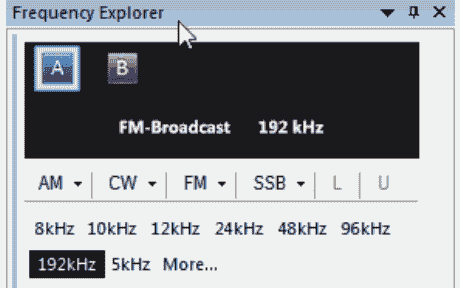 Frequency Explorer
A B
FM-Broadcast 192 kHz
AM CW FM SSB L U
8kHz 10kHz 12kHz 24kHz 48kHz 96kHz
192kHz 5kHz More...